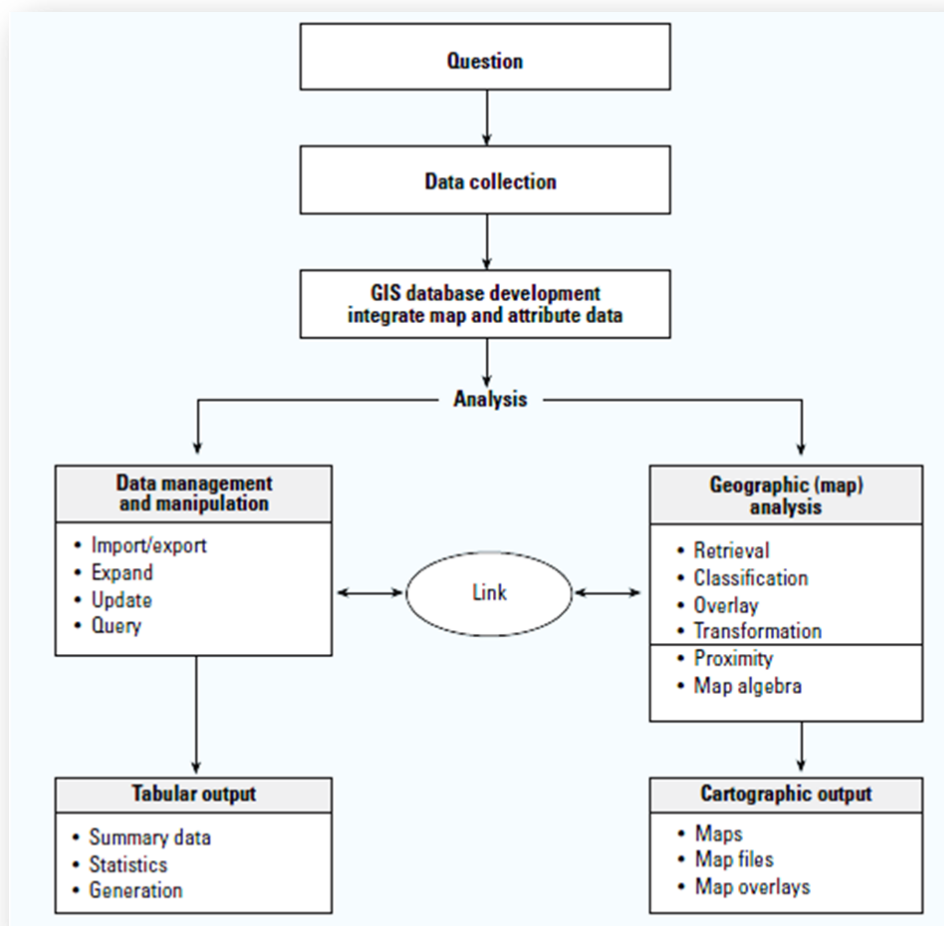 Question
Data collection
GIS database development
integrate map and attribute data
Analysis
Data management
and manipulation
• Import/export
• Expand
• Update
• Query
Link
Geographic (map)
analysis
• Retrieval
• Classification
• Overlay
• Transformation
• Proximity
• Map algebra
Tabular output
• Summary data
• Statistics
• Generation
Cartographic output
• Maps
• Map files
• Map overlays